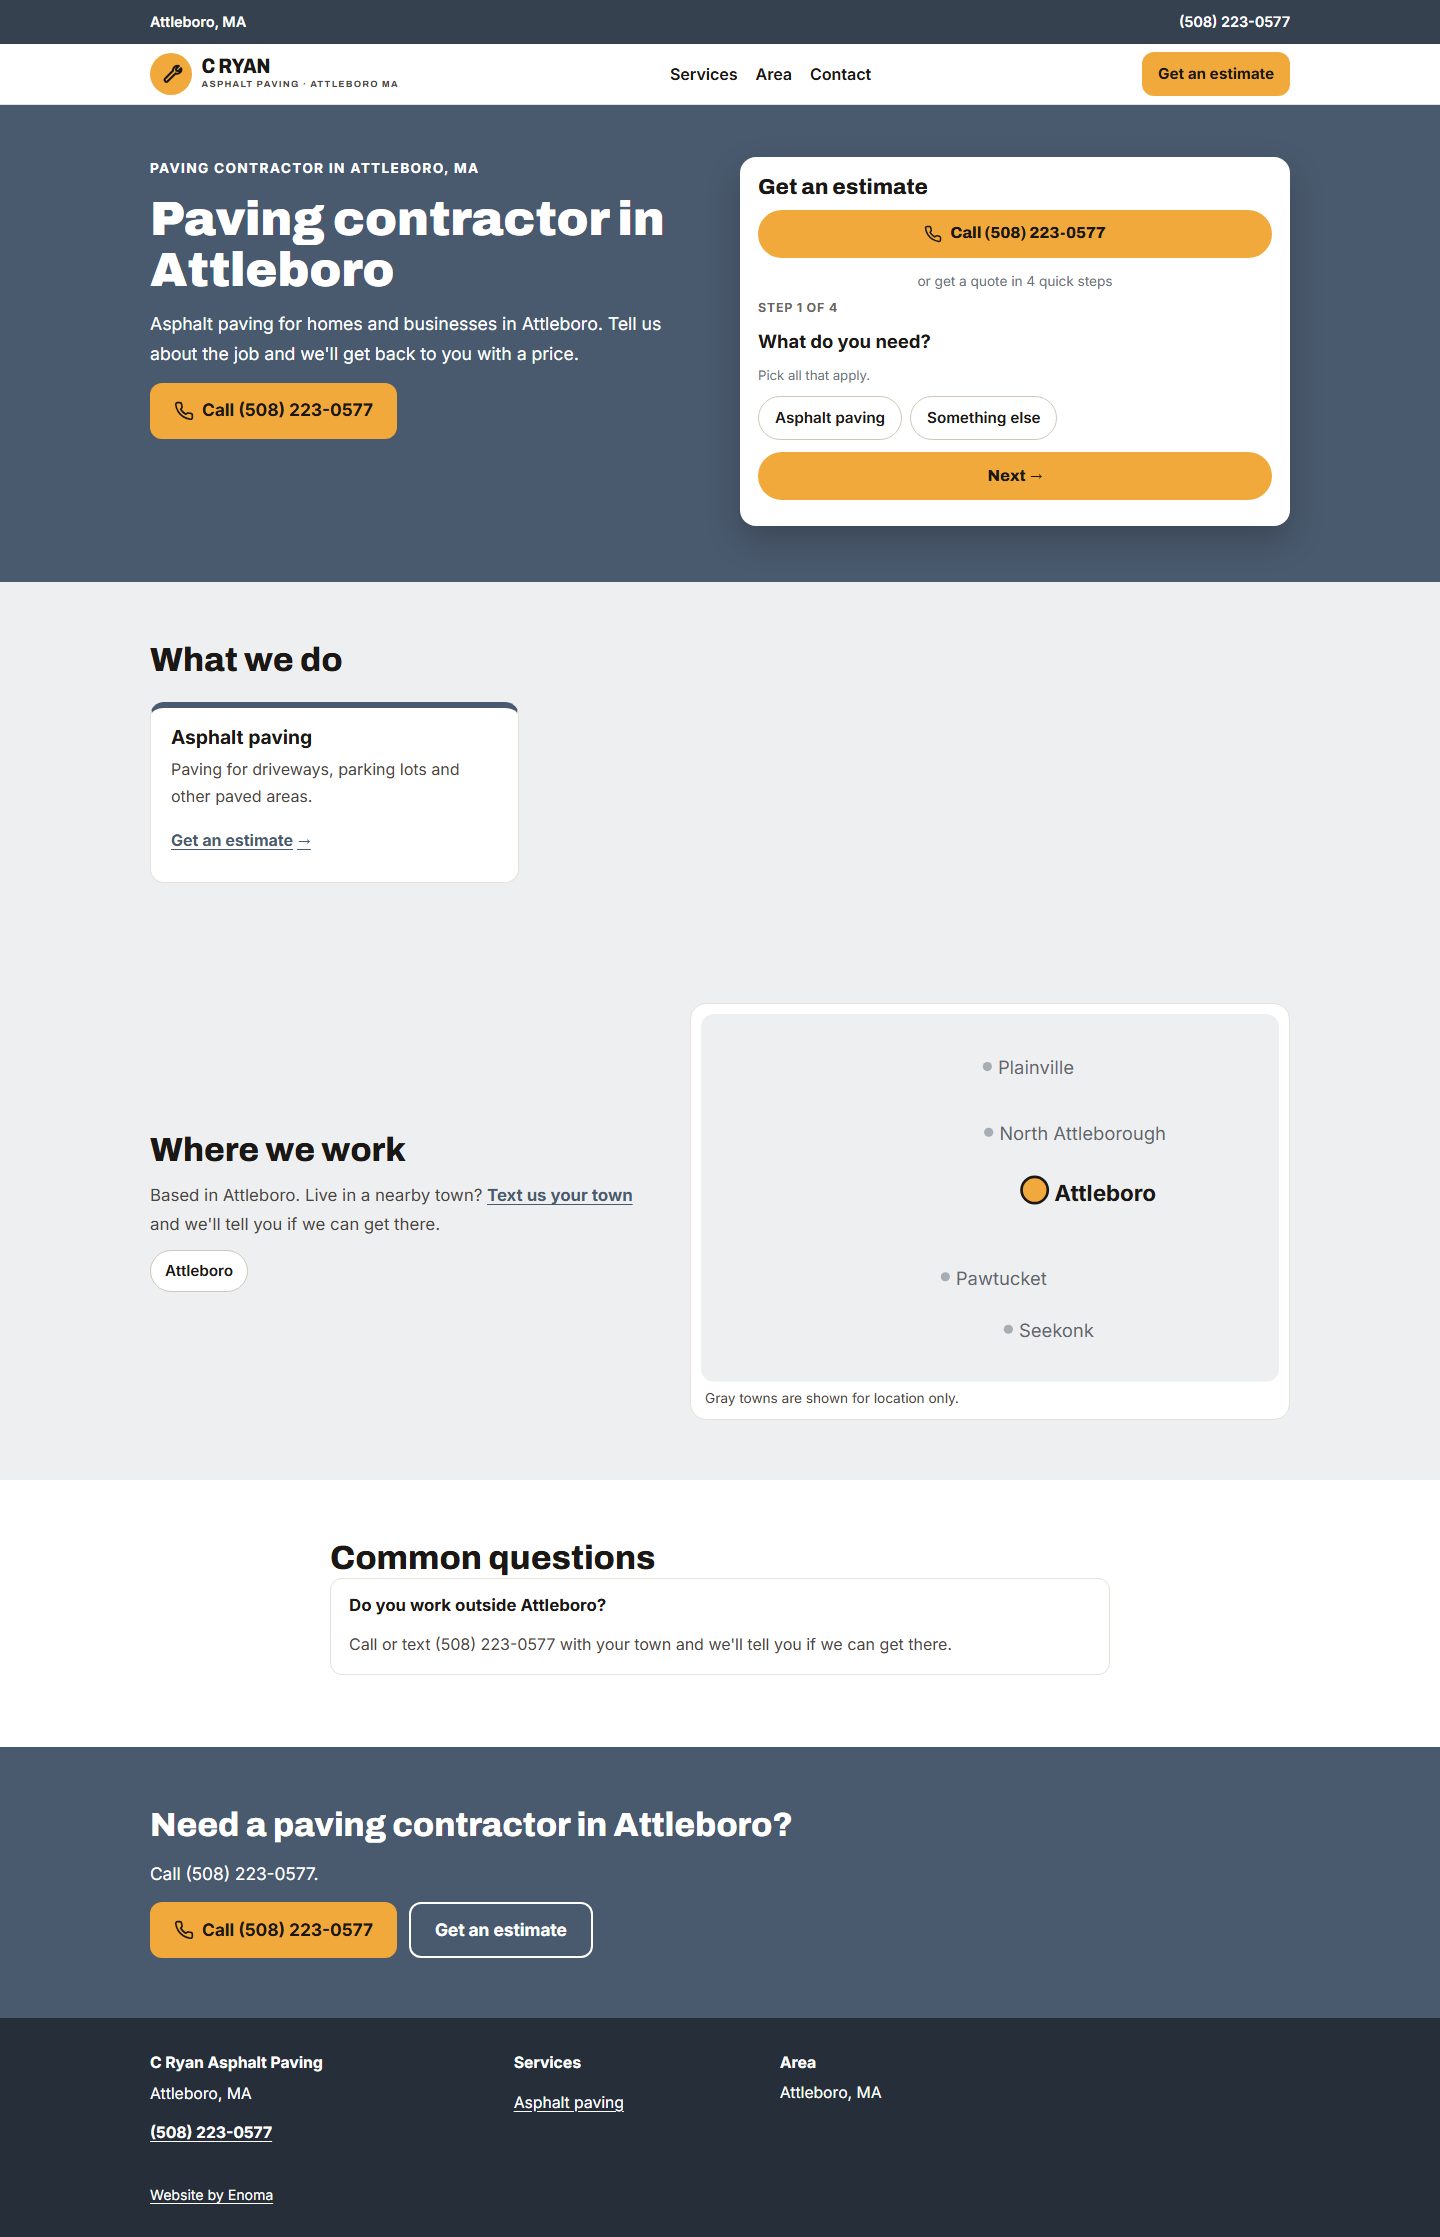 Attleboro, MA
(508) 223-0577
C RYAN
ASPHALT PAVING · ATTLEBORO MA
Services
Area
Contact
Get an estimate
PAVING CONTRACTOR IN ATTLEBORO, MA
Paving contractor in
Attleboro
Asphalt paving for homes and businesses in Attleboro. Tell us
about the job and we'll get back to you with a price.
Call (508) 223-0577
Get an estimate
Call (508) 223-0577
or get a quote in 4 quick steps
STEP 1 OF 4
What do you need?
Pick all that apply.
Asphalt paving
Something else
Next →
What we do
Asphalt paving
Paving for driveways, parking lots and
other paved areas.
Get an estimate →
Where we work
Based in Attleboro. Live in a nearby town? Text us your town
and we'll tell you if we can get there.
Attleboro
Plainville
North Attleborough
Attleboro
Pawtucket
Seekonk
Gray towns are shown for location only.
Common questions
Do you work outside Attleboro?
Call or text (508) 223-0577 with your town and we'll tell you if we can get there.
Need a paving contractor in Attleboro?
Call (508) 223-0577.
Call (508) 223-0577
Get an estimate
C Ryan Asphalt Paving
Attleboro, MA
(508) 223-0577
Services
Asphalt paving
Area
Attleboro, MA
Website by Enoma